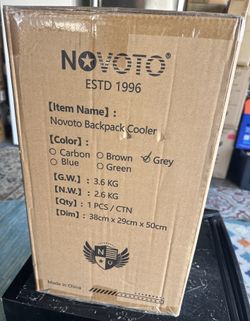 NOVOTO®
ESTD 1996
【Item Name】:
Novoto Backpack Cooler
【Color】:
Carbon Brown Grey
Blue Green
【G.W.】: 3.6 KG
【N.W.】: 2.6 KG
【Qty】: 1 PCS / CTN
【Dim】: 38cm x 29cm x 50cm
N U
Made in China